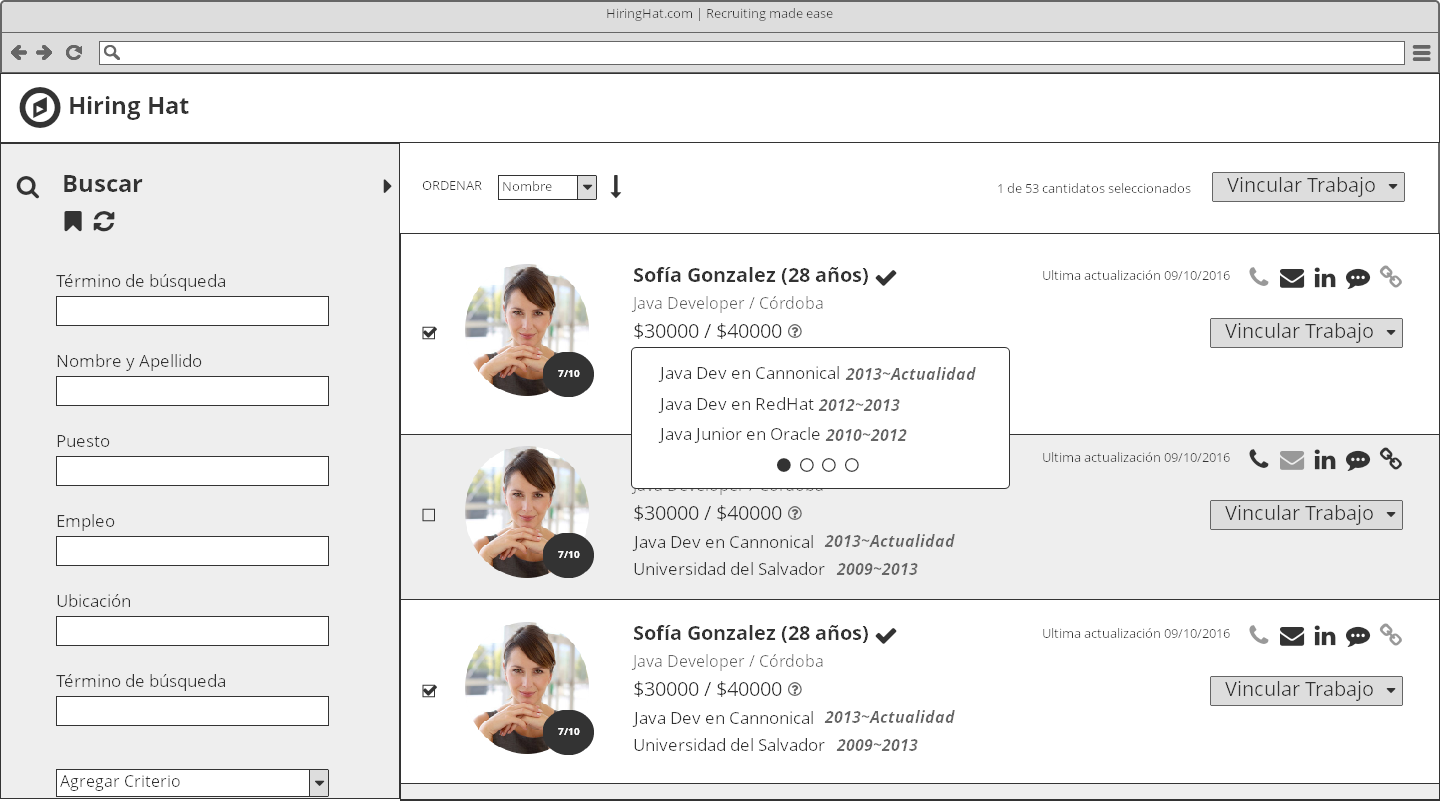 HiringHat.com | Recruiting made ease
Hiring Hat
Buscar
Término de búsqueda
Nombre y Apellido
Puesto
Empleo
Ubicación
Término de búsqueda
Agregar Criterio
ORDENAR Nombre
1 de 53 cantidatos seleccionados Vincular Trabajo
Sofía Gonzalez (28 años)
Ultima actualización 09/10/2016
Java Developer / Córdoba
$30000 / $40000
Vincular Trabajo
7/10
Java Dev en Cannonical 2013~Actualidad
Java Dev en RedHat 2012~2013
Java Junior en Oracle 2010~2012
Ultima actualización 09/10/2016
Java Developer / Córdoba
$30000 / $40000
Vincular Trabajo
7/10
Java Dev en Cannonical 2013~Actualidad
Universidad del Salvador 2009~2013
Sofía Gonzalez (28 años)
Ultima actualización 09/10/2016
Java Developer / Córdoba
$30000 / $40000
Vincular Trabajo
7/10
Java Dev en Cannonical 2013~Actualidad
Universidad del Salvador 2009~2013